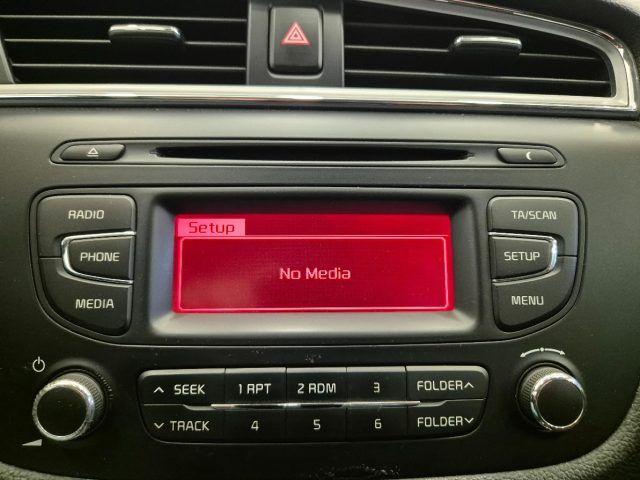 RADIO
PHONE
MEDIA
Setup
No Media
TA/SCAN
SETUP
MENU
SEEK 1 RPT 2 RDM 3 FOLDER
TRACK 4 5 6 FOLDER